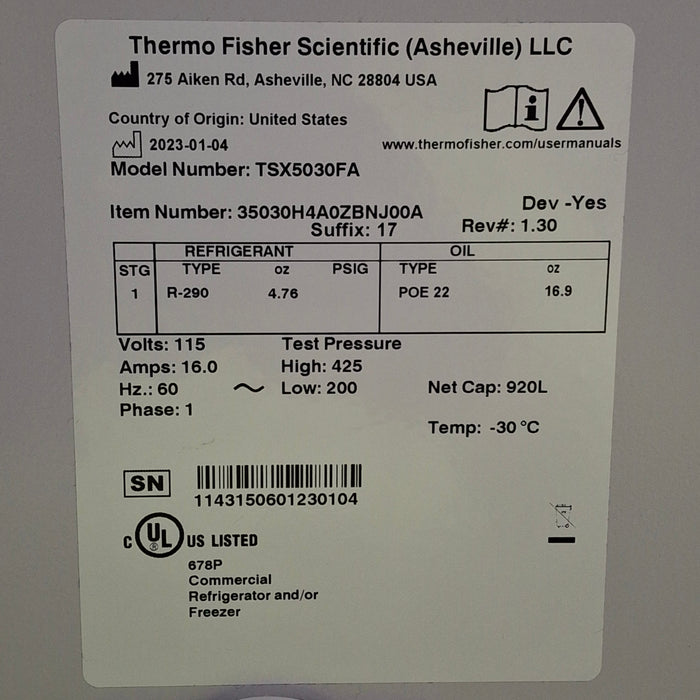 Thermo Fisher Scientific (Asheville) LLC
275 Aiken Rd, Asheville, NC 28804 USA
Country of Origin: United States
2023-01-04
www.thermofisher.com/usermanuals
Model Number: TSX5030FA
Item Number: 35030H4A0ZBNJ00A
Dev -Yes
Suffix: 17
Rev#: 1.30
REFRIGERANT OIL
STG TYPE oz PSIG TYPE oz
1 R-290 4.76 POE 22 16.9
Volts: 115 Test Pressure
Amps: 16.0 High: 425
Hz.: 60 Low: 200 Net Cap: 920L
Phase: 1
Temp: -30 °C
SN
1143150601230104
C UL ® US LISTED
678P
Commercial
Refrigerator and/or
Freezer